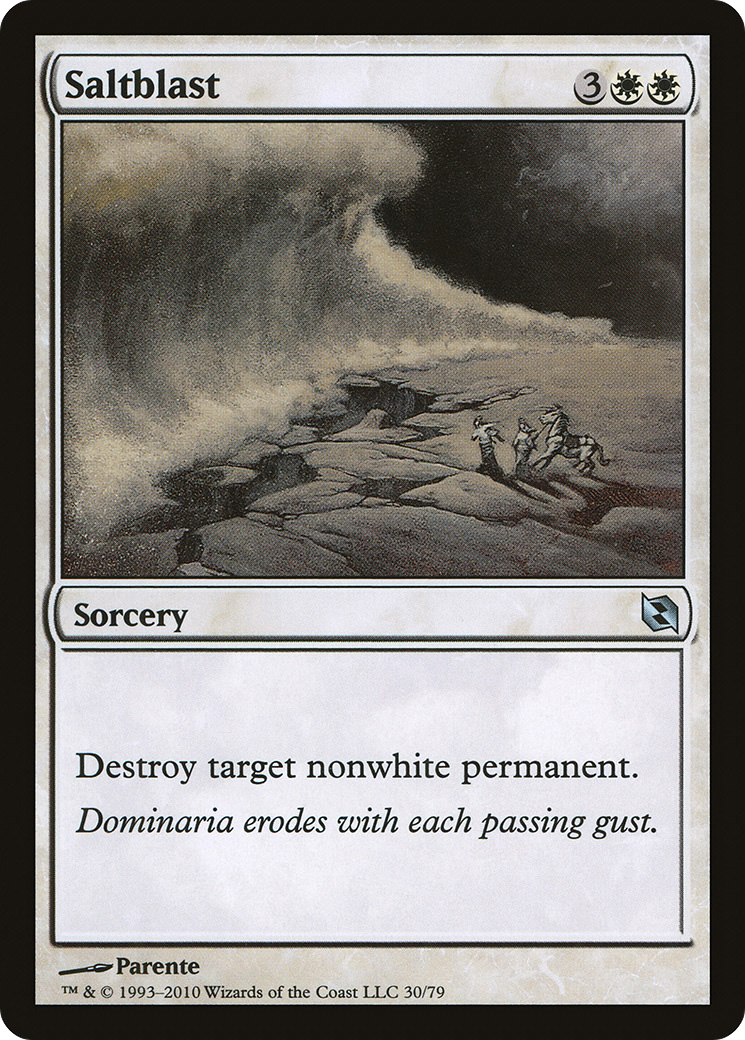 Saltblast 3
Sorcery
Destroy target nonwhite permanent.
Dominaria erodes with each passing gust.
Parente
™ & © 1993–2010 Wizards of the Coast LLC 30/79